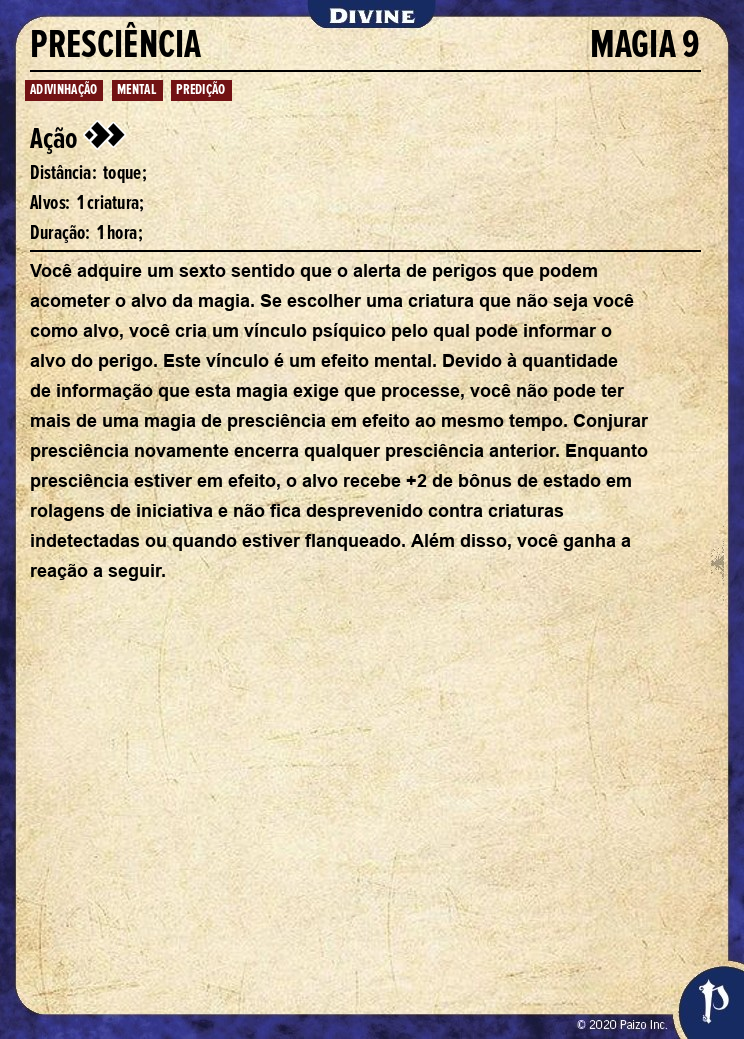 DIVINE
PRESCIÊNCIA MAGIA 9
ADIVINHAÇÃO MENTAL PREDIÇÃO
Ação
Distância: toque;
Alvos: 1 criatura;
Duração: 1 hora;
Você adquire um sexto sentido que o alerta de perigos que podem
acometer o alvo da magia. Se escolher uma criatura que não seja você
como alvo, você cria um vínculo psíquico pelo qual pode informar o
alvo do perigo. Este vínculo é um efeito mental. Devido à quantidade
de informação que esta magia exige que processe, você não pode ter
mais de uma magia de presciência em efeito ao mesmo tempo. Conjurar
presciência novamente encerra qualquer presciência anterior. Enquanto
presciência estiver em efeito, o alvo recebe +2 de bônus de estado em
rolagens de iniciativa e não fica desprevenido contra criaturas
indetectadas ou quando estiver flanqueado. Além disso, você ganha a
reação a seguir.
© 2020 Paizo Inc.